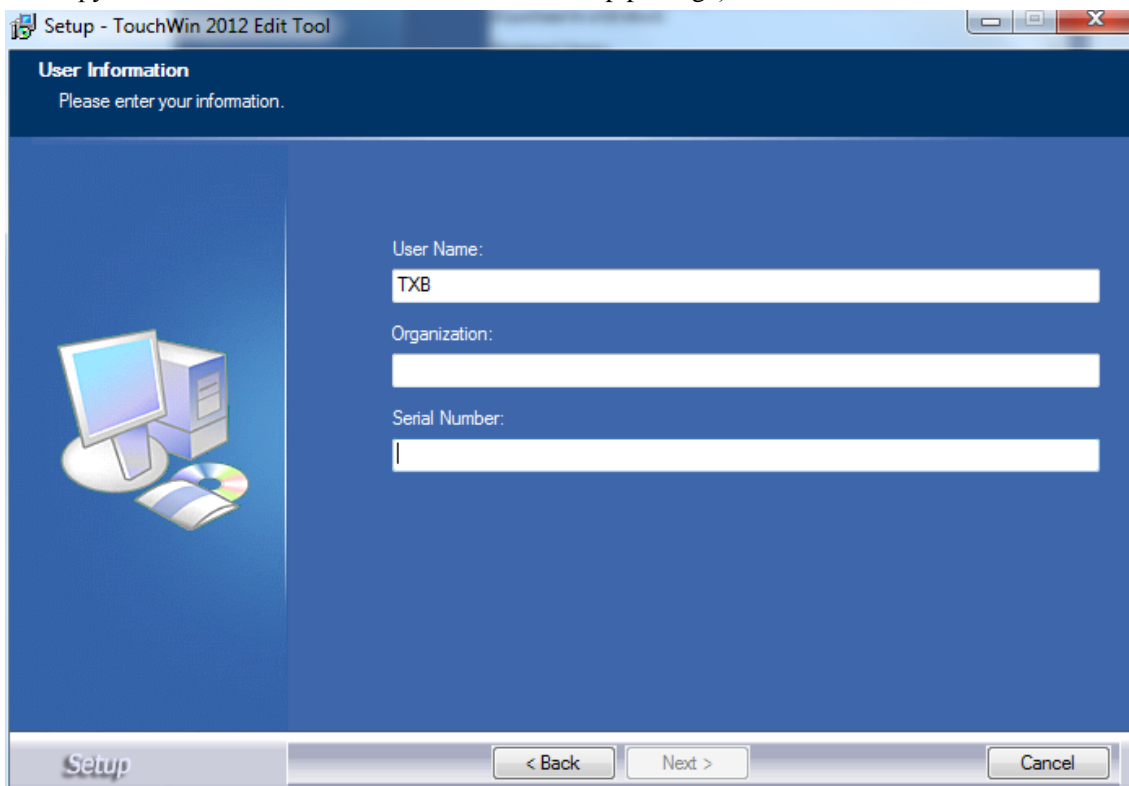 Setup - TouchWin 2012 Edit Tool
User Information
Please enter your information.
User Name:
TXB
Organization:
Serial Number:
Setup
< Back
Next >
Cancel